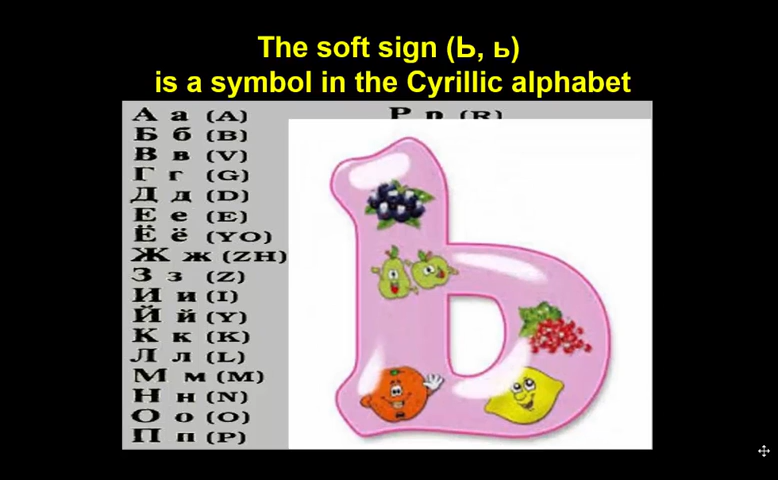 The soft sign (Ь, ь)
is a symbol in the Cyrillic alphabet
А а (A)
Б б (B)
В в (V)
Г г (G)
Д д (D)
Е е (E)
Ё ё (YO)
Ж ж (ZH)
З з (Z)
И и (I)
Й й (Y)
К к (K)
Л л (L)
М м (M)
Н н (N)
О о (O)
П п (P)
Р р (R)
Ь